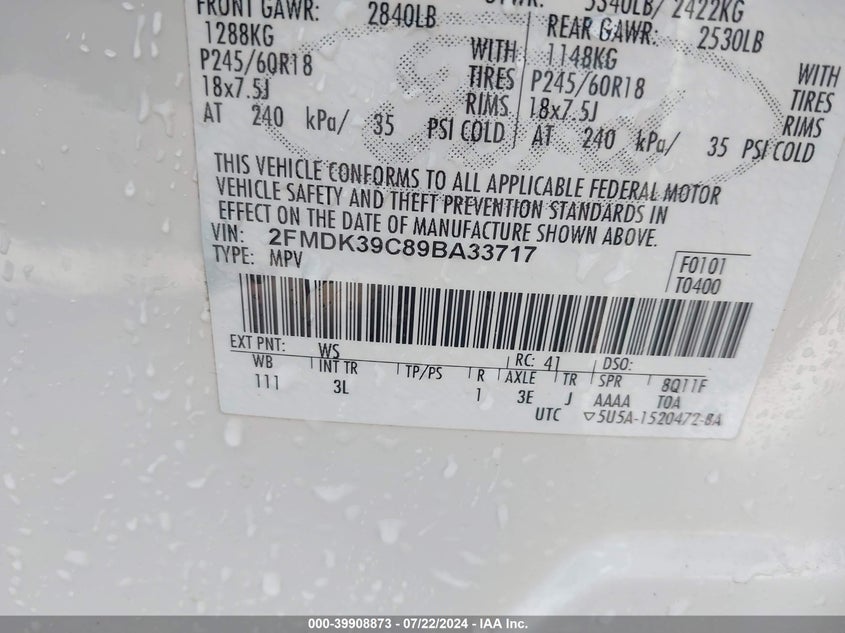 FRONT GAWR: 2840LB 5340LB/ 2422KG
1288KG WITH REAR GAWR: 2530LB
P245/60R18 TIRES 1148KG WITH
18x7.5J RIMS P245/60R18 TIRES
AT 240 kPa/ 35 PSI COLD 18x7.5J RIMS
AT 240 kPa/ 35 PSI COLD
THIS VEHICLE CONFORMS TO ALL APPLICABLE FEDERAL MOTOR
VEHICLE SAFETY AND THEFT PREVENTION STANDARDS IN
EFFECT ON THE DATE OF MANUFACTURE SHOWN ABOVE.
VIN: 2FMDK39C89BA33717
TYPE: MPV
F0101
T0400
EXT PNT: WS RC: 41 DSO:
WB INT TR TP/PS R AXLE TR SPR 8Q11F
111 3L 1 3E J AAAA TOA
UTC ▽5U5A-1520472-BA
000-39908873 - 07/22/2024 - IAA Inc.